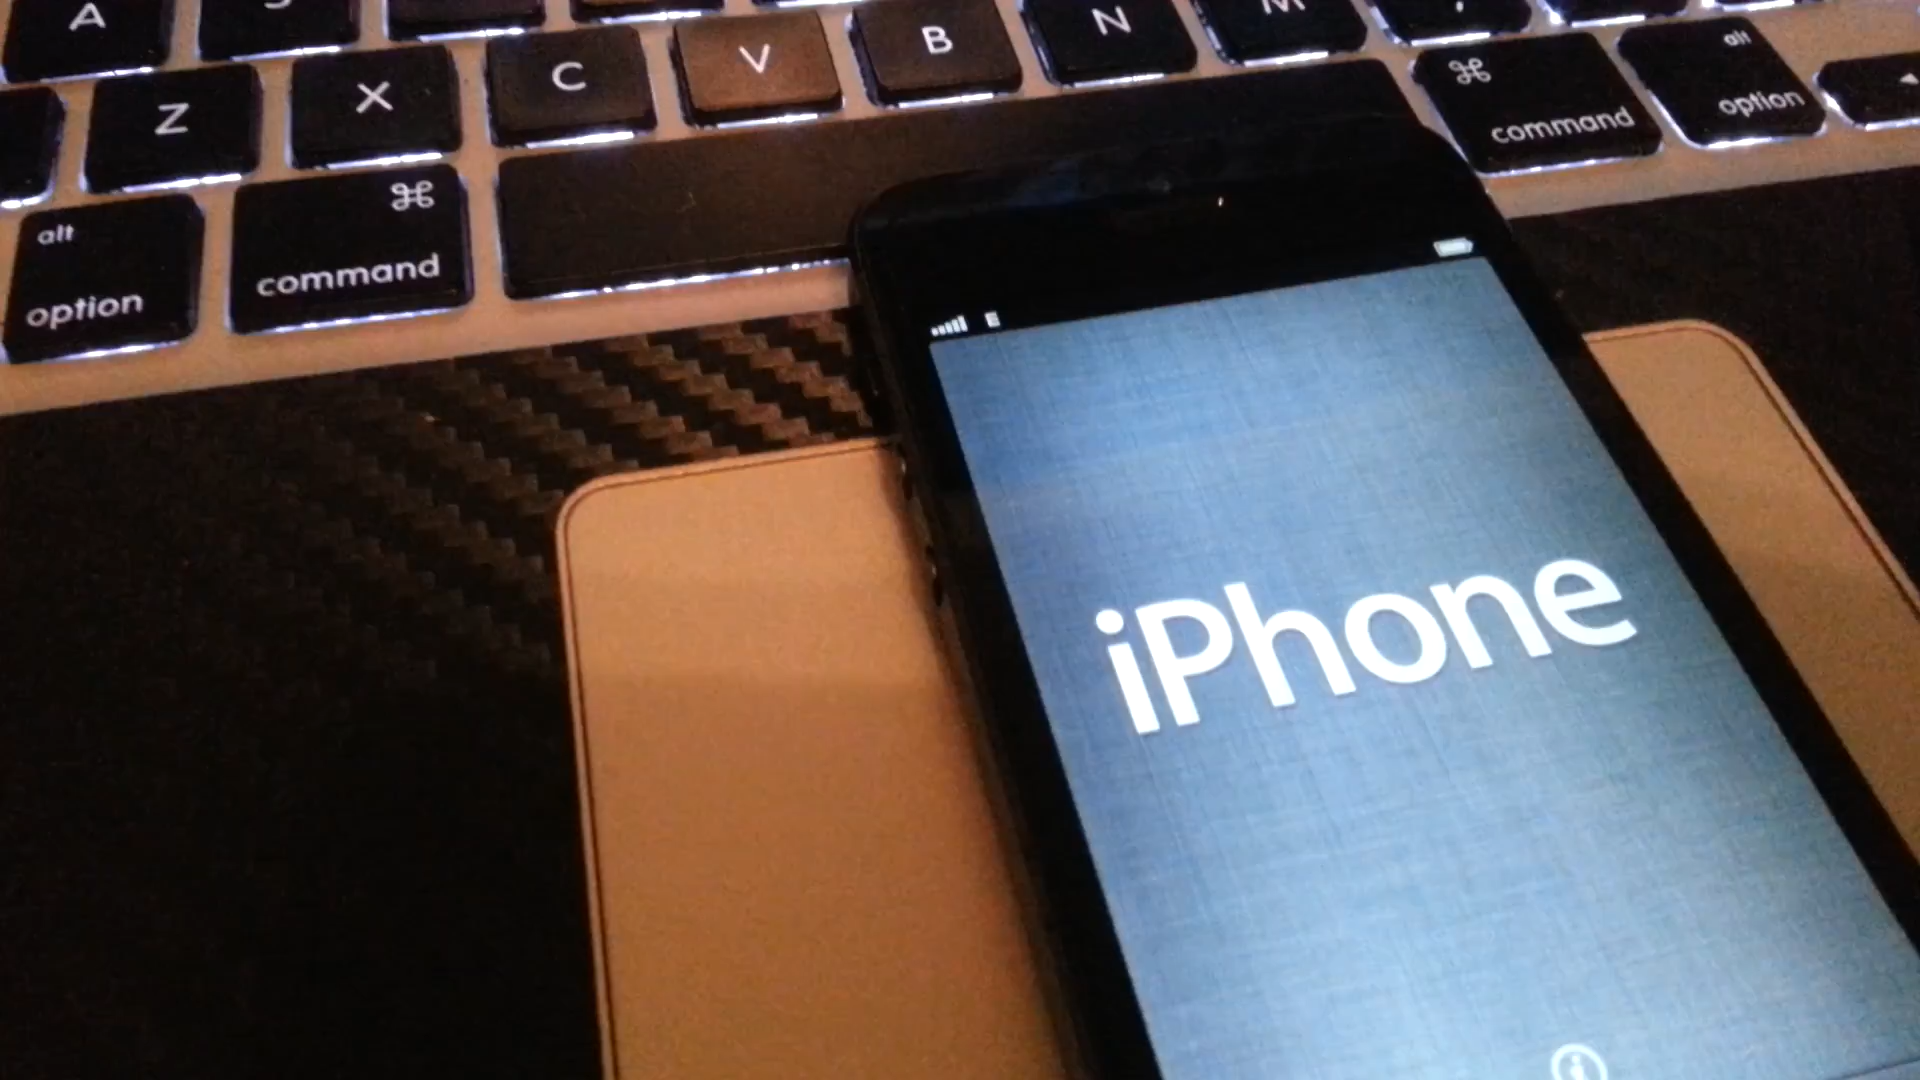 A S
Z X C V B N M ,
alt ⌘ ⌘ alt
option command command option
E
iPhone
i